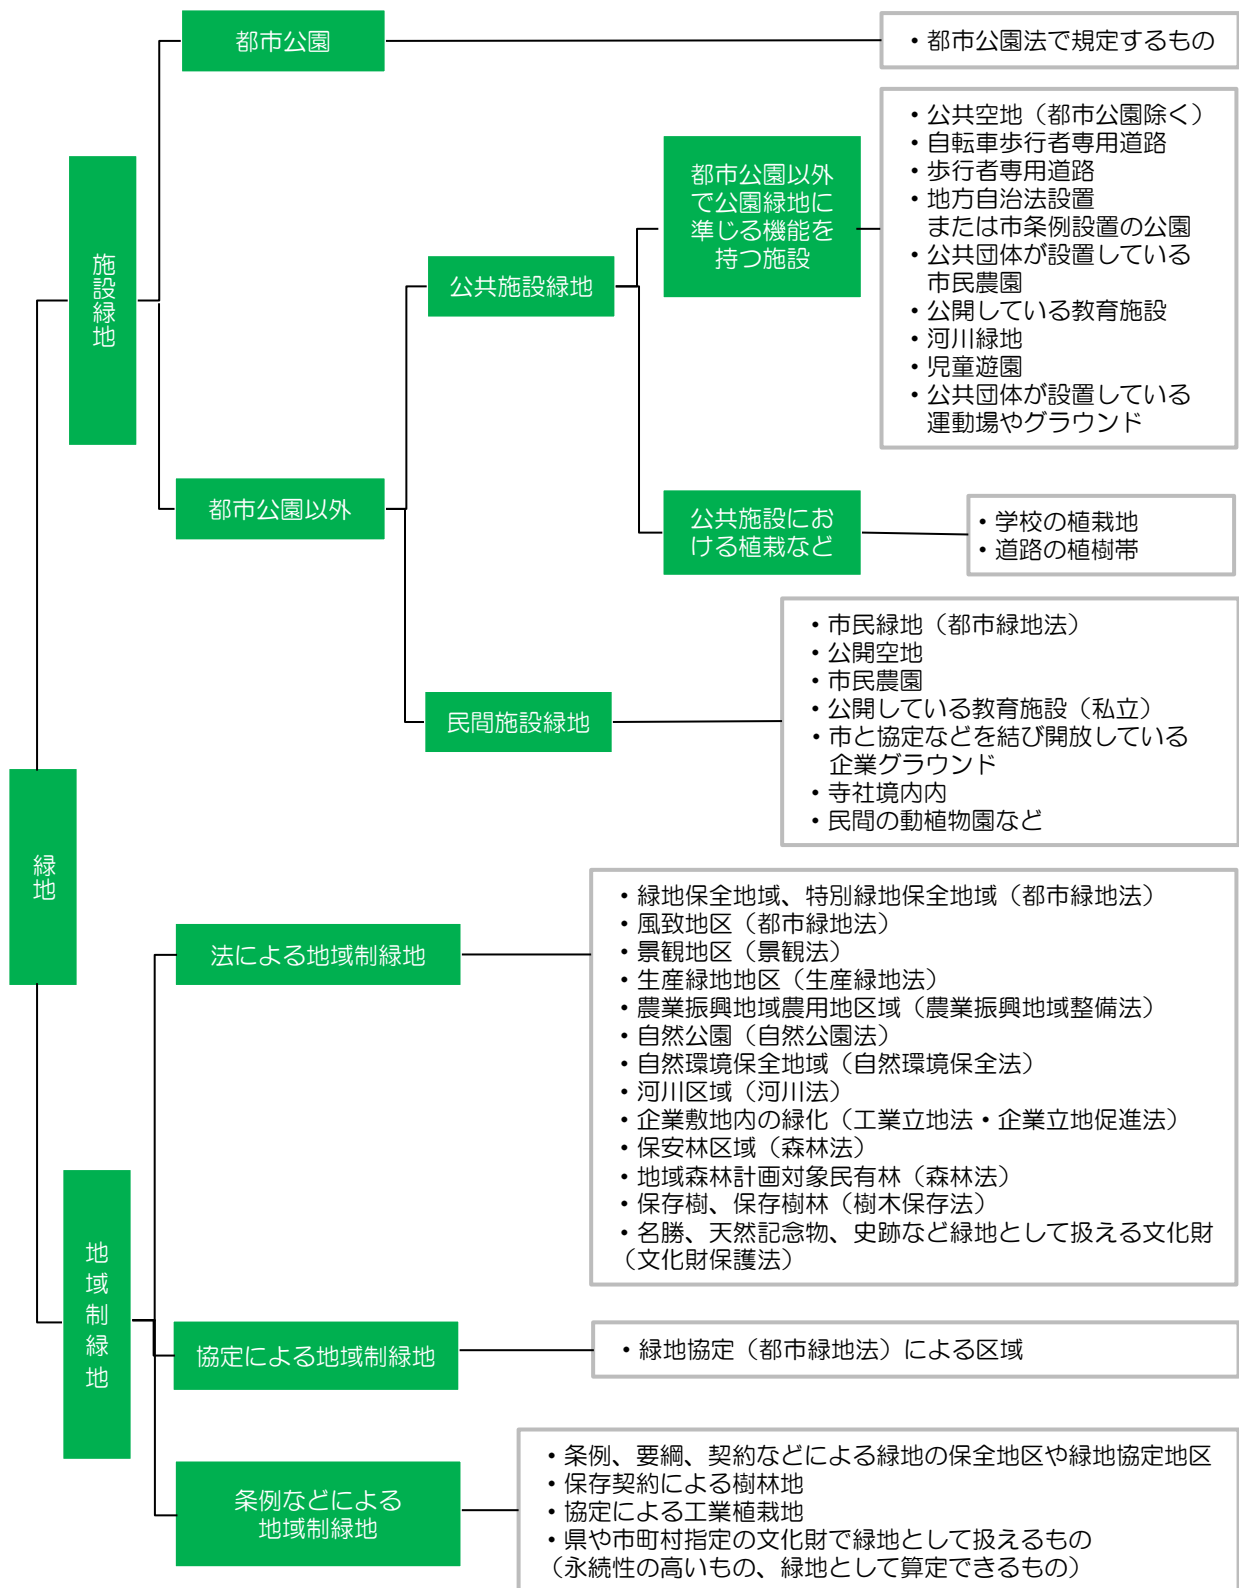 都市公園
・都市公園法で規定するもの
・公共空地（都市公園除く）
・自転車歩行者専用道路
・歩行者専用道路
・地方自治法設置
または市条例設置の公園
・公共団体が設置している
市民農園
・公開している教育施設
・河川緑地
・児童遊園
・公共団体が設置している
運動場やグラウンド
都市公園以外
で公園緑地に
準じる機能を
持つ施設
施設緑地
公共施設緑地
都市公園以外
公共施設にお
ける植栽など
・学校の植栽地
・道路の植樹帯
・市民緑地（都市緑地法）
・公開空地
・市民農園
・公開している教育施設（私立）
・市と協定などを結び開放している
企業グラウンド
・寺社境内内
・民間の動植物園など
民間施設緑地
緑地
・緑地保全地域、特別緑地保全地域（都市緑地法）
・風致地区（都市緑地法）
・景観地区（景観法）
・生産緑地地区（生産緑地法）
・農業振興地域農用地区域（農業振興地域整備法）
・自然公園（自然公園法）
・自然環境保全地域（自然環境保全法）
・河川区域（河川法）
・企業敷地内の緑化（工業立地法・企業立地促進法）
・保安林区域（森林法）
・地域森林計画対象民有林（森林法）
・保存樹、保存樹林（樹木保存法）
・名勝、天然記念物、史跡など緑地として扱える文化財
（文化財保護法）
法による地域制緑地
地域制緑地
協定による地域制緑地
・緑地協定（都市緑地法）による区域
条例などによる
地域制緑地
・条例、要綱、契約などによる緑地の保全地区や緑地協定地区
・保存契約による樹林地
・協定による工業植栽地
・県や市町村指定の文化財で緑地として扱えるもの
（永続性の高いもの、緑地として算定できるもの）